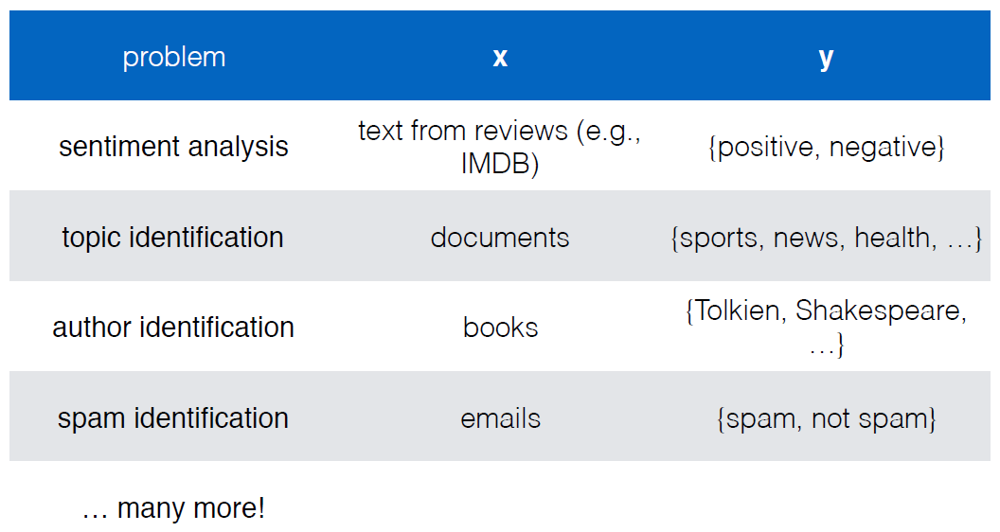 problem x y
sentiment analysis
text from reviews (e.g.,
IMDB)
{positive, negative}
topic identification documents {sports, news, health, …}
author identification books
{Tolkien, Shakespeare,
…}
spam identification emails {spam, not spam}
… many more!